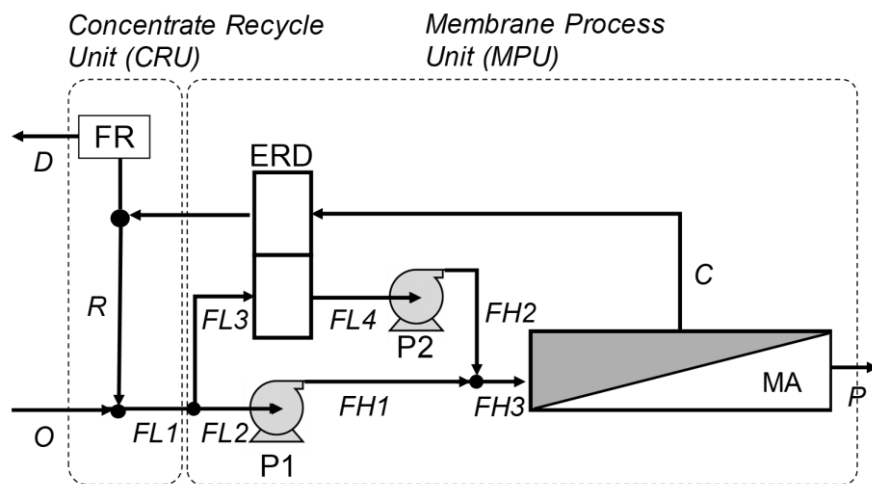 Concentrate Recycle
Unit (CRU)
Membrane Process
Unit (MPU)
FR
D
ERD
R
C
FL3
FL4
P2
FH2
MA
P
O
FL1
FL2
P1
FH1
FH3